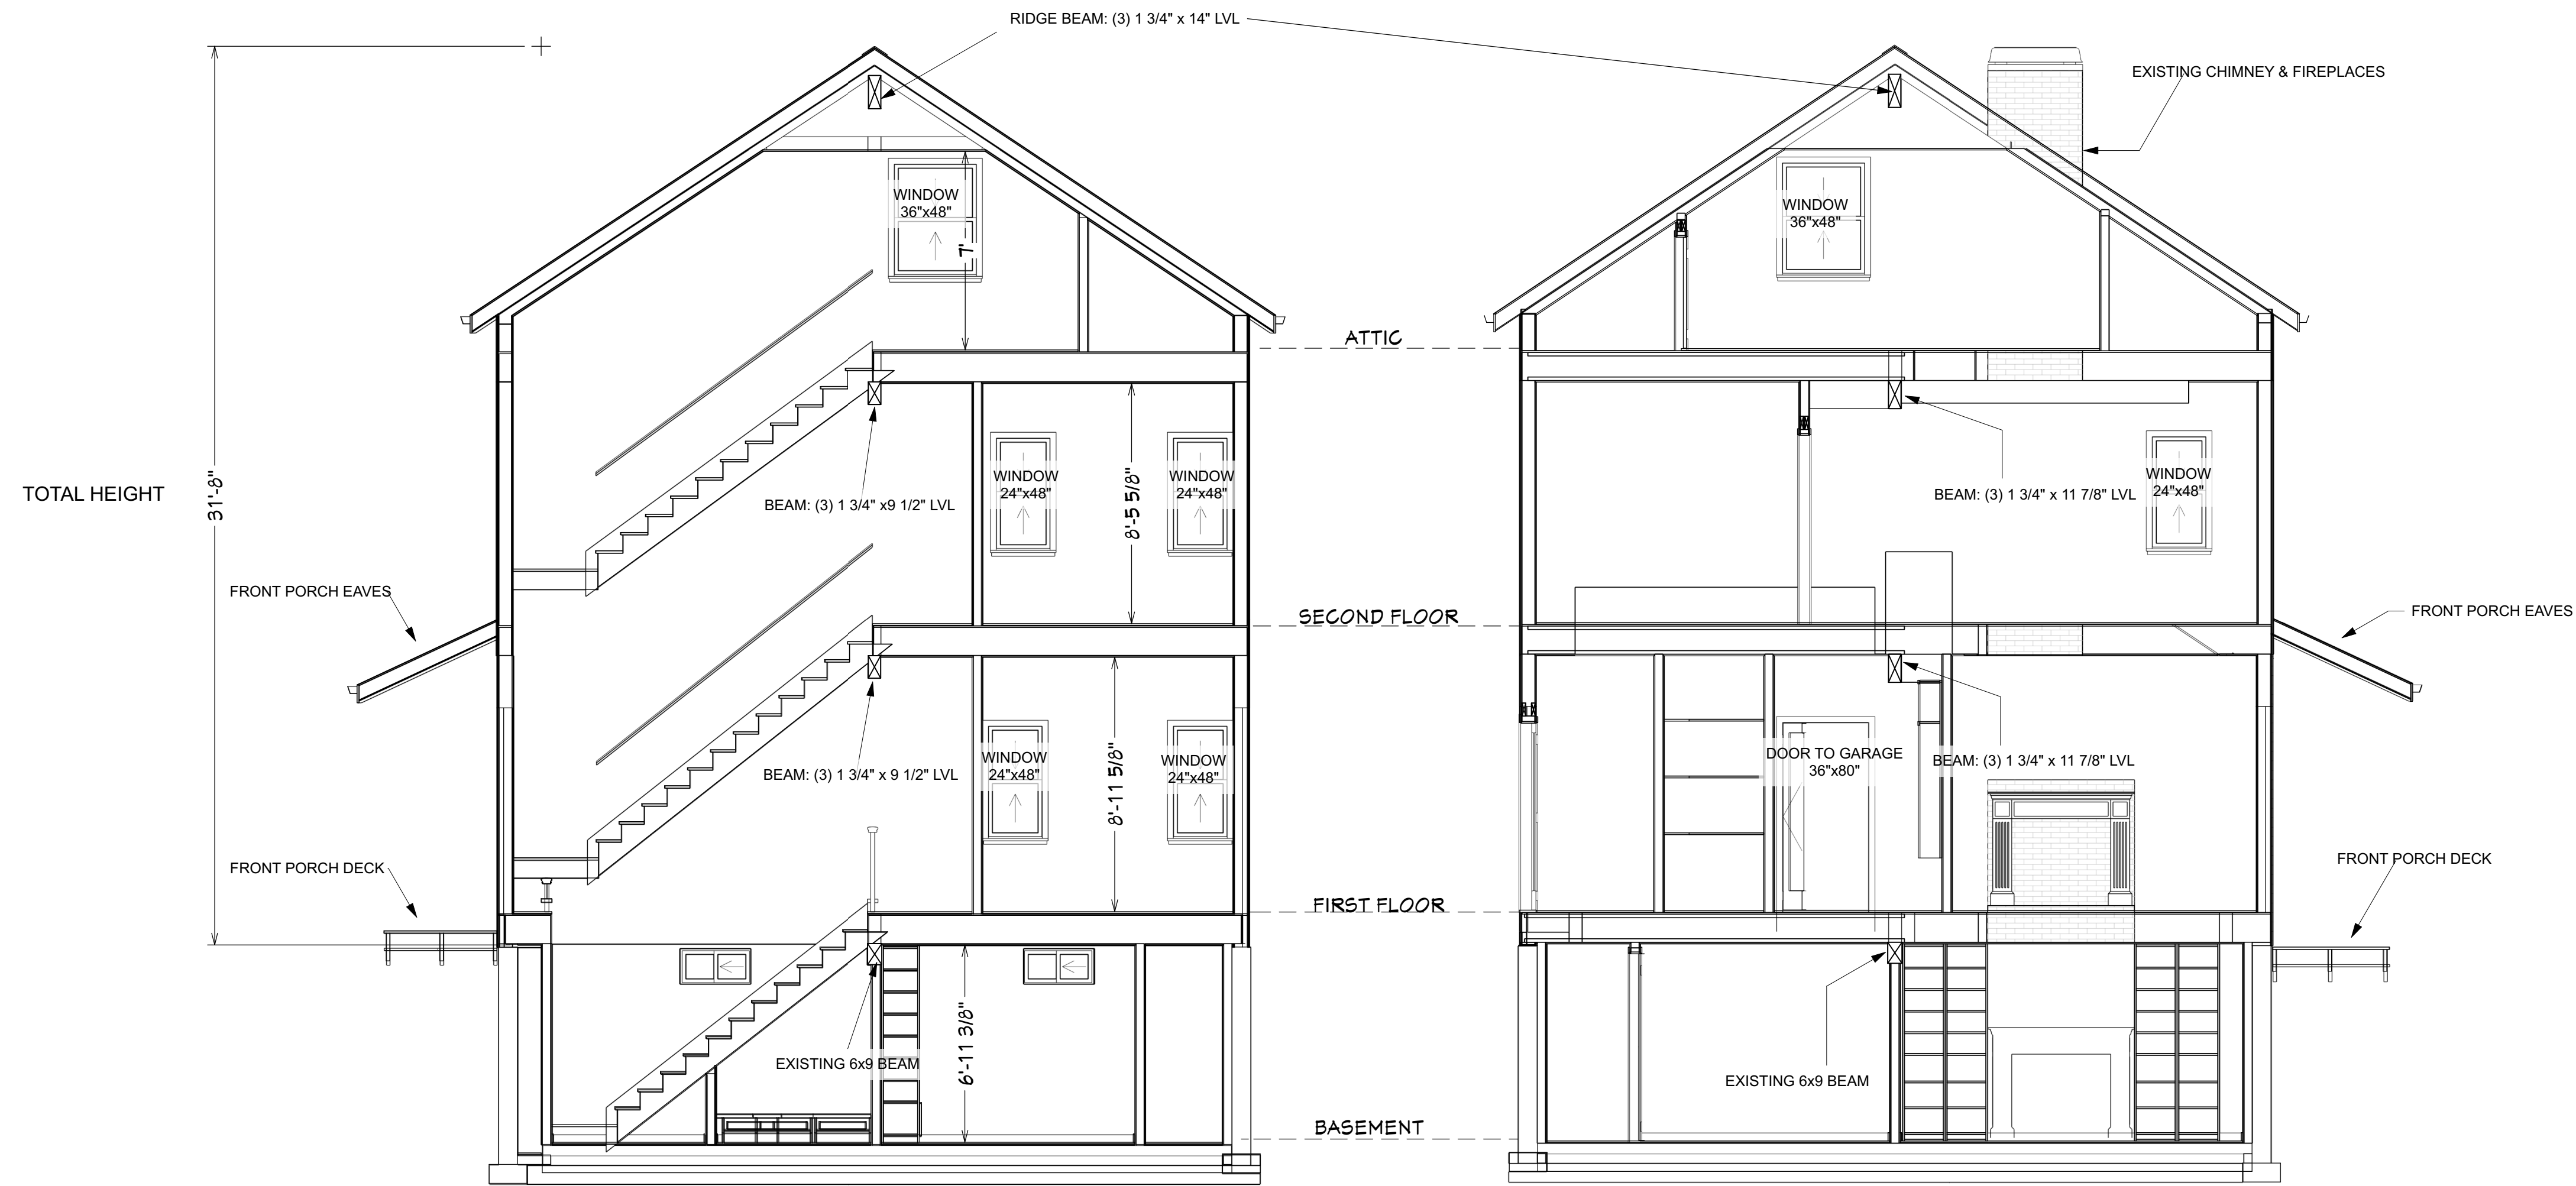 RIDGE BEAM: (3) 1 3/4" x 14" LVL
EXISTING CHIMNEY & FIREPLACES
WINDOW
36"x48"
WINDOW
36"x48"
7'
ATTIC
TOTAL HEIGHT
31'-8"
WINDOW
24"x48"
WINDOW
24"x48"
8'-5 5/8"
BEAM: (3) 1 3/4" x9 1/2" LVL
BEAM: (3) 1 3/4" x 11 7/8" LVL
WINDOW
24"x48"
FRONT PORCH EAVES
SECOND FLOOR
FRONT PORCH EAVES
WINDOW
24"x48"
WINDOW
24"x48"
8'-11 5/8"
BEAM: (3) 1 3/4" x 9 1/2" LVL
DOOR TO GARAGE
36"x80"
BEAM: (3) 1 3/4" x 11 7/8" LVL
FRONT PORCH DECK
FIRST FLOOR
FRONT PORCH DECK
EXISTING 6x9 BEAM
6'-11 3/8"
EXISTING 6x9 BEAM
BASEMENT